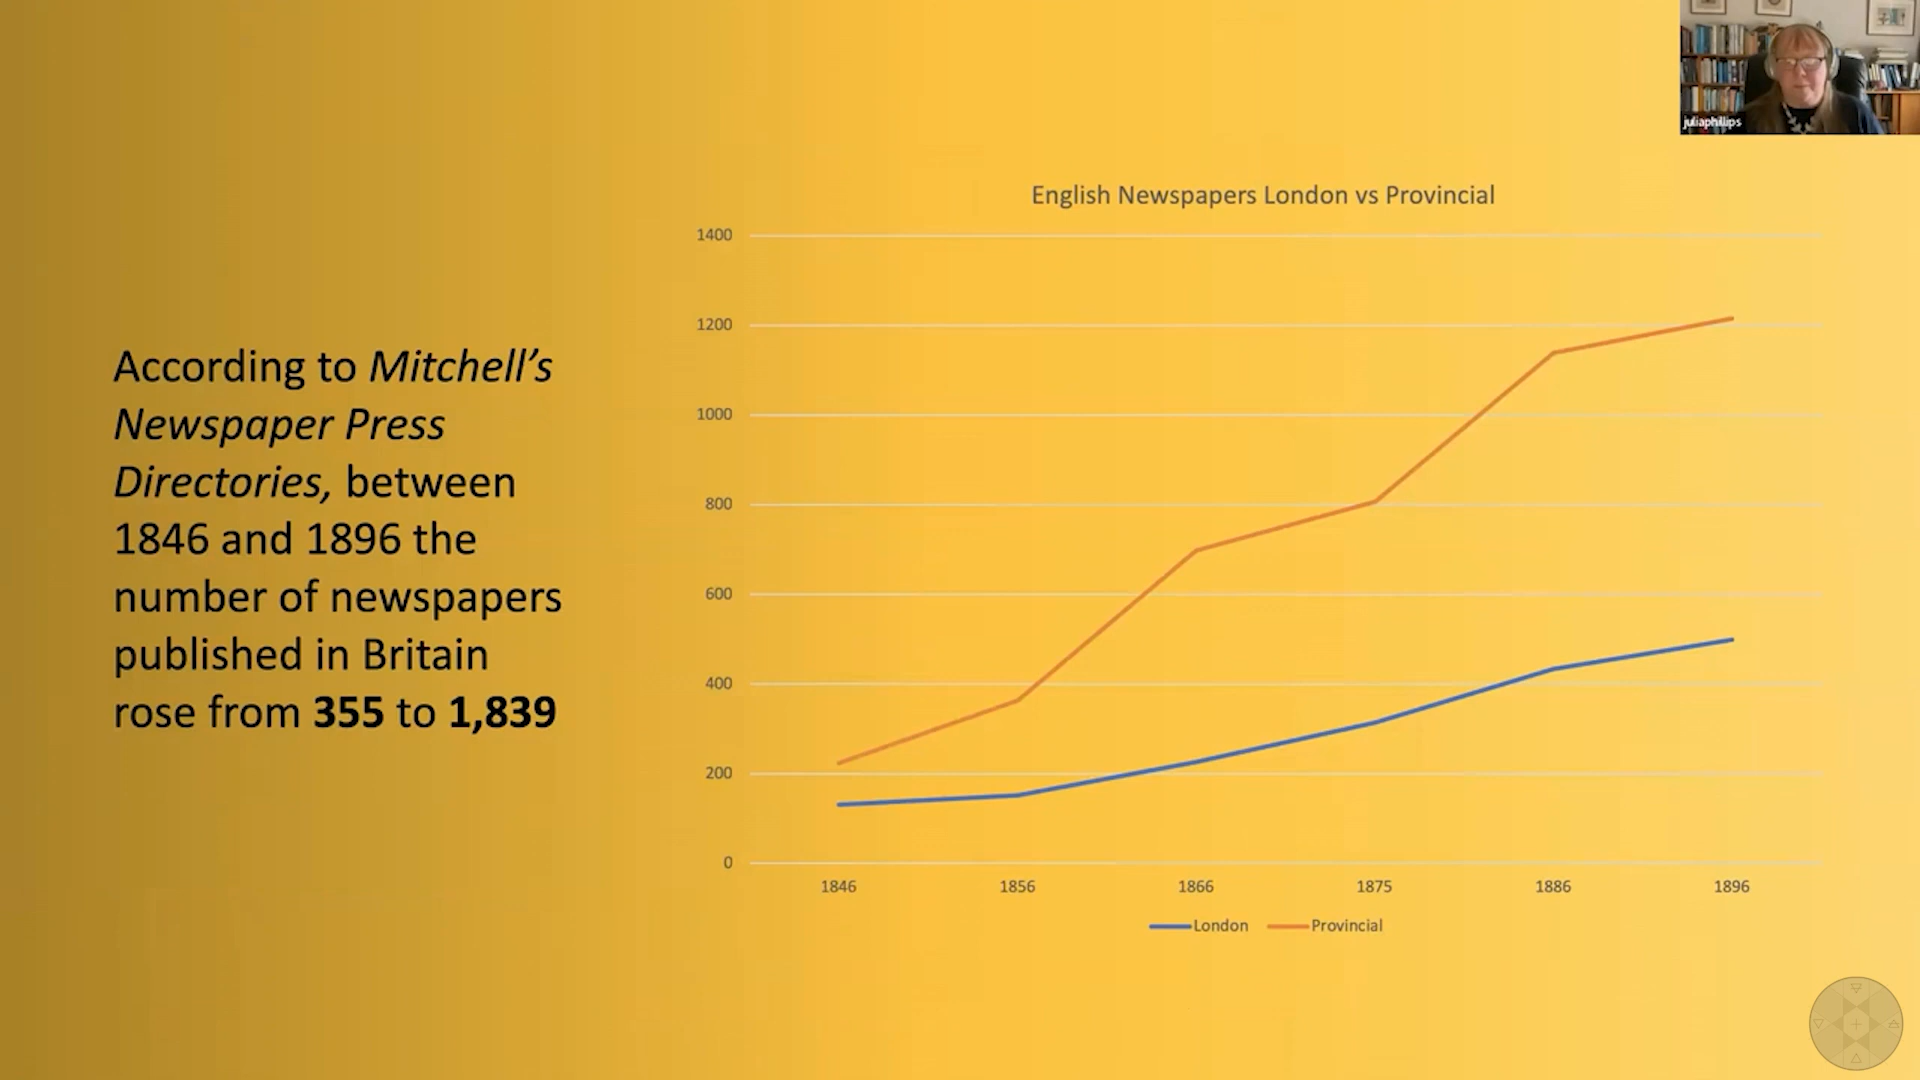 juliaphillips
According to Mitchell’s
Newspaper Press
Directories, between
1846 and 1896 the
number of newspapers
published in Britain
rose from 355 to 1,839
English Newspapers London vs Provincial
1400
1200
1000
800
600
400
200
0
1846 1856 1866 1875 1886 1896
London Provincial